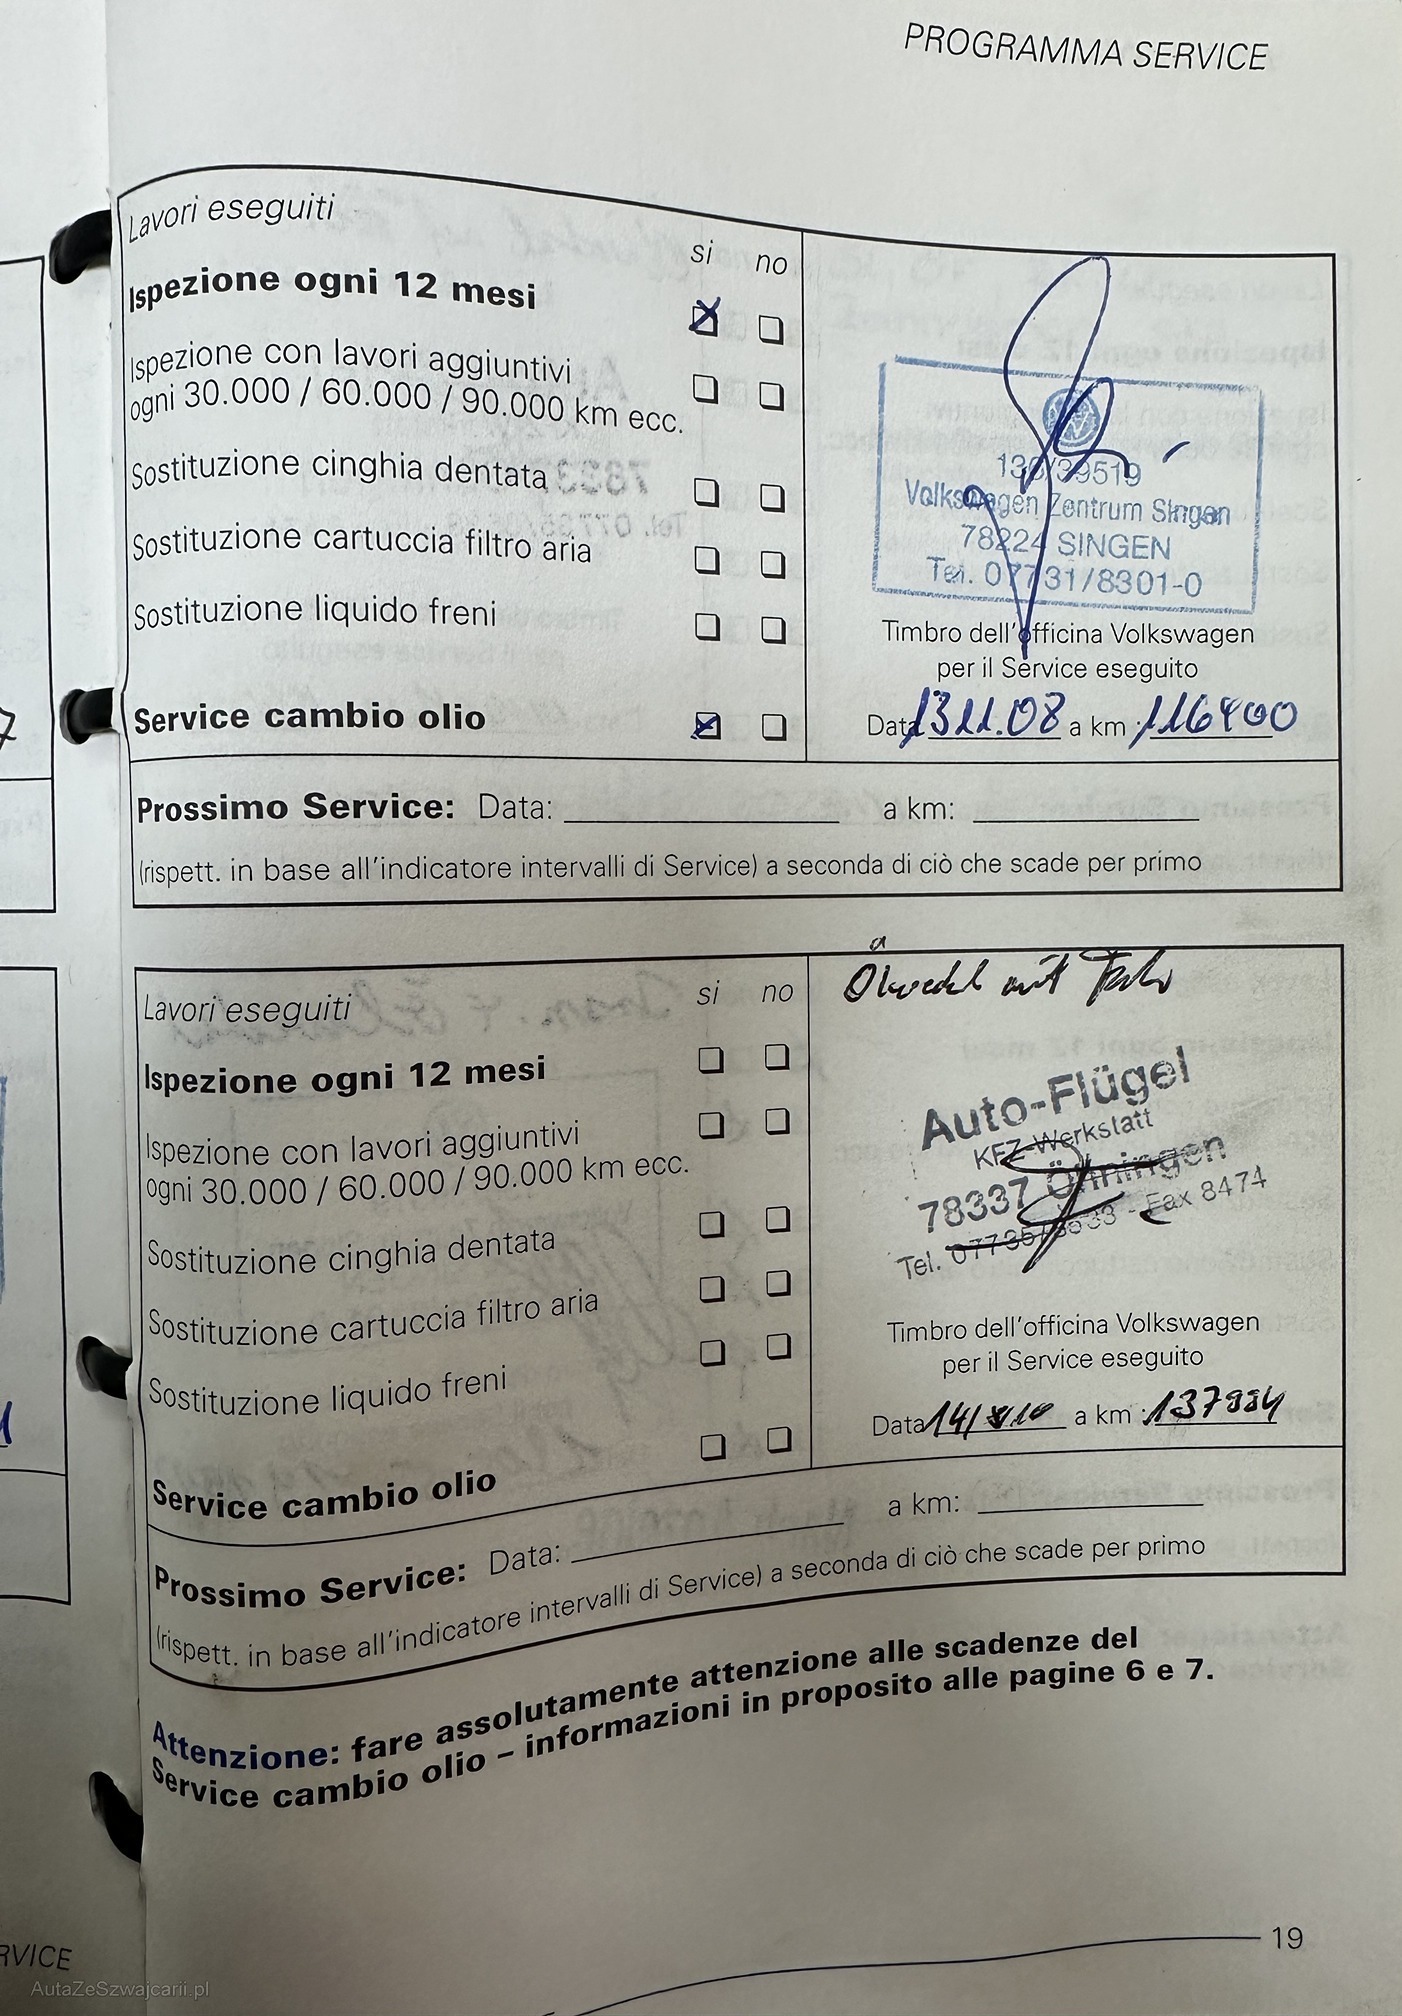 PROGRAMMA SERVICE
Lavori eseguiti
si no
Ispezione ogni 12 mesi
Ispezione con lavori aggiuntivi
ogni 30.000 / 60.000 / 90.000 km ecc.
Sostituzione cinghia dentata
Sostituzione cartuccia filtro aria
Sostituzione liquido freni
Service cambio olio
136/39519
Volkswagen Zentrum Singen
78224 SINGEN
Tel. 07731/8301-0
Timbro dell'officina Volkswagen
per il Service eseguito
Data 13 11.08 a km : 116400
Prossimo Service: Data: a km:
(rispett. in base all'indicatore intervalli di Service) a seconda di ciò che scade per primo
Lavori eseguiti
si no
Ispezione ogni 12 mesi
Ispezione con lavori aggiuntivi
ogni 30.000 / 60.000 / 90.000 km ecc.
Sostituzione cinghia dentata
Sostituzione cartuccia filtro aria
Sostituzione liquido freni
Service cambio olio
mit
Auto-Flügel
KFZ-Werkstatt
78337 Öhningen
Tel. - Fax 8474
Timbro dell'officina Volkswagen
per il Service eseguito
Data a km :
Prossimo Service: Data: a km:
(rispett. in base all'indicatore intervalli di Service) a seconda di ciò che scade per primo
Attenzione: fare assolutamente attenzione alle scadenze del
Service cambio olio – informazioni in proposito alle pagine 6 e 7.
19
RVICE
AutaZeSzwajcarii.pl